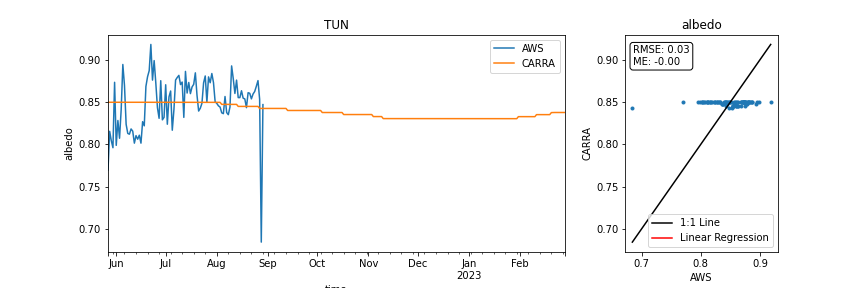 TUN
albedo
0.90
0.85
0.80
0.75
0.70
albedo
AWS
CARRA
Jun
Jul
Aug
Sep
Oct
Nov
Dec
Jan
2023
Feb
time
0.90
0.85
0.80
0.75
0.70
CARRA
RMSE: 0.03
ME: -0.00
1:1 Line
Linear Regression
0.7
0.8
0.9
AWS